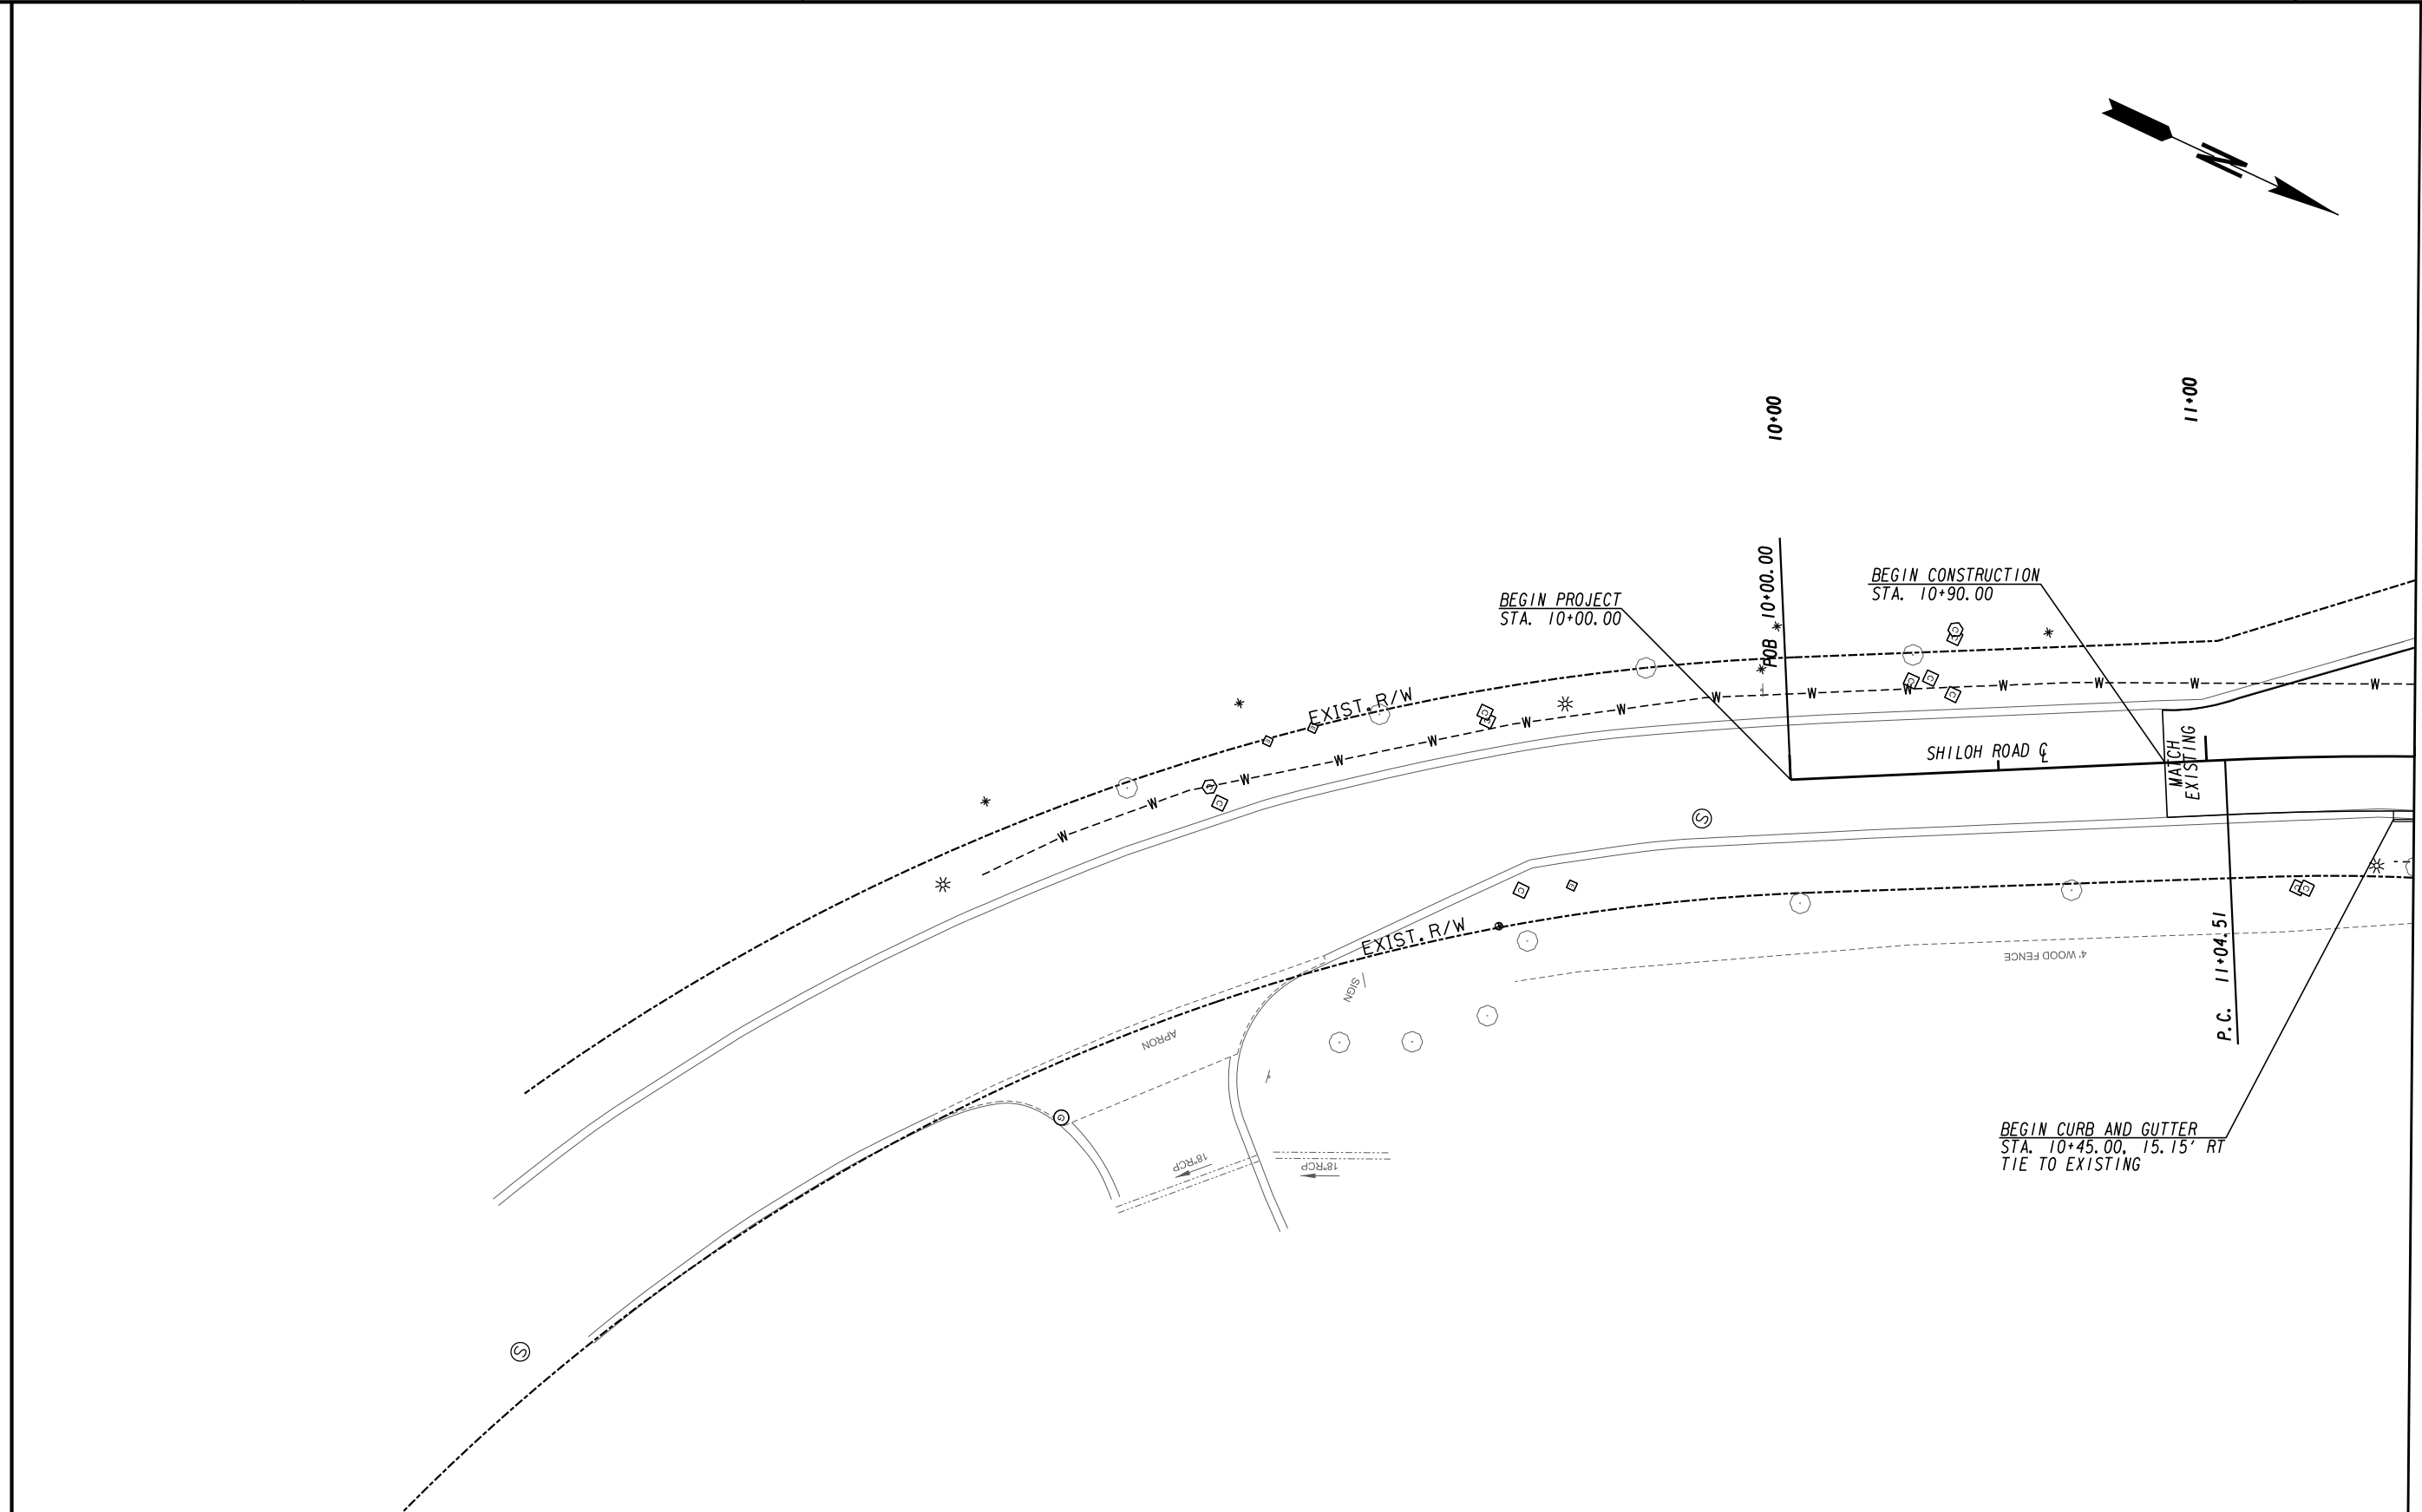 N
10+00
11+00
BEGIN PROJECT
STA. 10+00.00
POB 10+00.00
BEGIN CONSTRUCTION
STA. 10+90.00
EXIST. R/W
W
W
W
W
W
W
W
W
W
W
W
W
W
W
SHILOH ROAD ℄
MATCH
EXISTING
S
EXIST. R/W
4' WOOD FENCE
P.C. 11+04.51
SIGN
APRON
G
18"RCP
18"RCP
BEGIN CURB AND GUTTER
STA. 10+45.00, 15.15' RT
TIE TO EXISTING
S